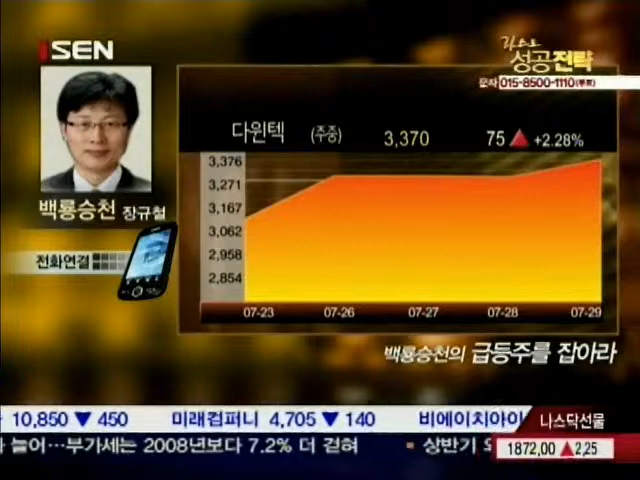 SEN
성공전략
문자 015-8500-1110(무료)
다윈텍 (주중) 3,370 75▲ +2.28%
3,376
3,271
3,167
3,062
2,958
2,854
07-23 07-26 07-27 07-28 07-29
백룡승천 장규철
전화연결
백룡승천의 급등주를 잡아라
10,850 ▼ 450 미래컴퍼니 4,705 ▼ 140 비에이치아이
나스닥선물
늘어…부가세는 2008년보다 7.2% 더 걷혀 ▪ 상반기
1872,00 ▲2,25